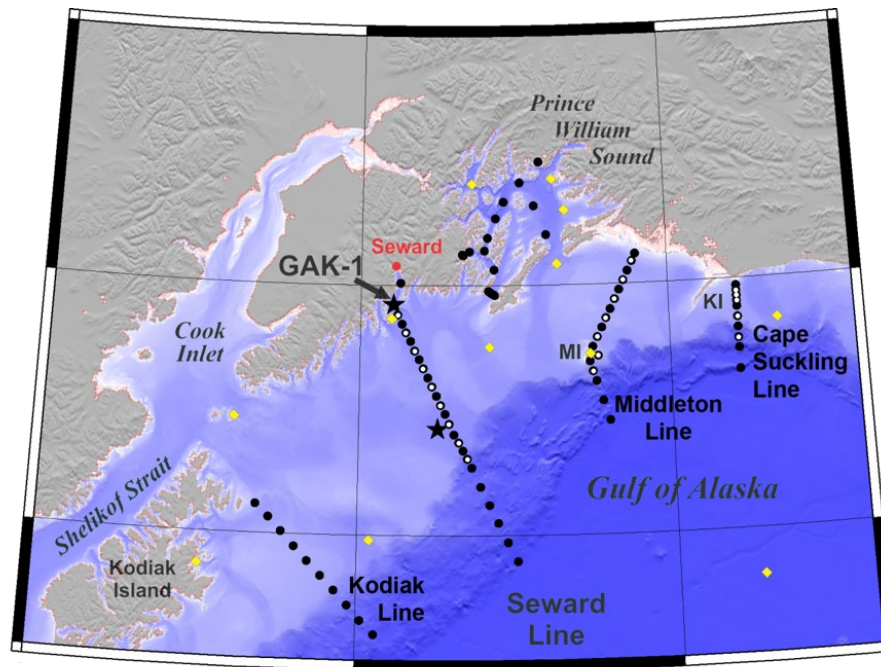 Prince
William
Sound
Seward
GAK-1
Cook
Inlet
KI
MI
Cape
Suckling
Line
Middleton
Line
Gulf of Alaska
Shelikof Strait
Kodiak
Island
Kodiak
Line
Seward
Line